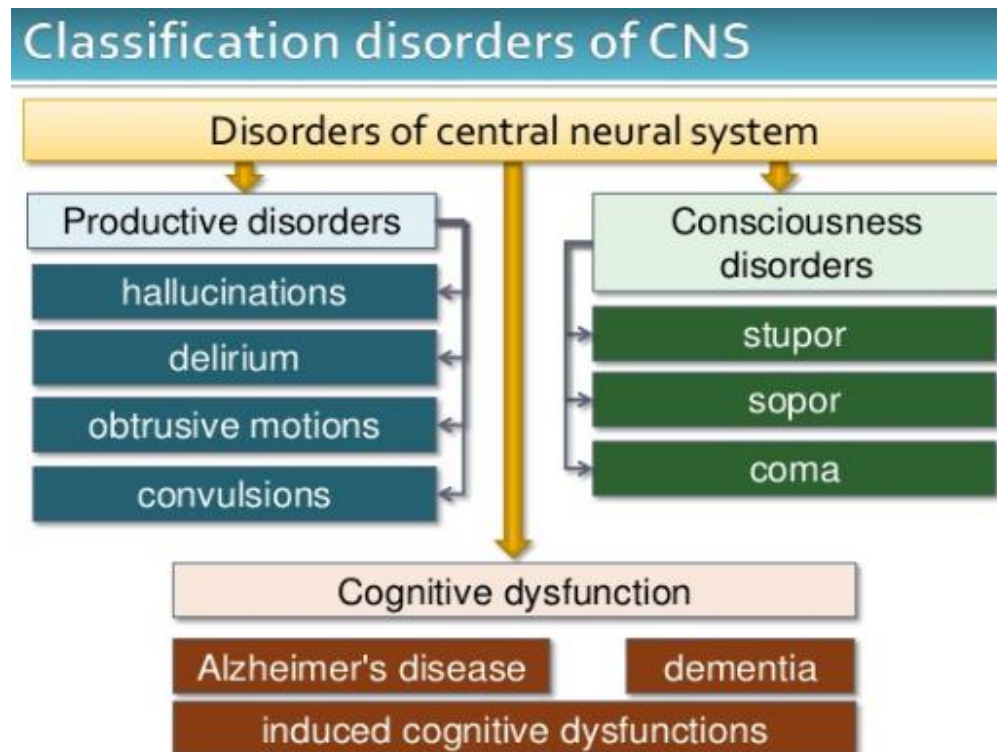 Classification disorders of CNS
Disorders of central neural system
Productive disorders
hallucinations
delirium
obtrusive motions
convulsions
Consciousness
disorders
stupor
sopor
coma
Cognitive dysfunction
Alzheimer's disease
dementia
induced cognitive dysfunctions